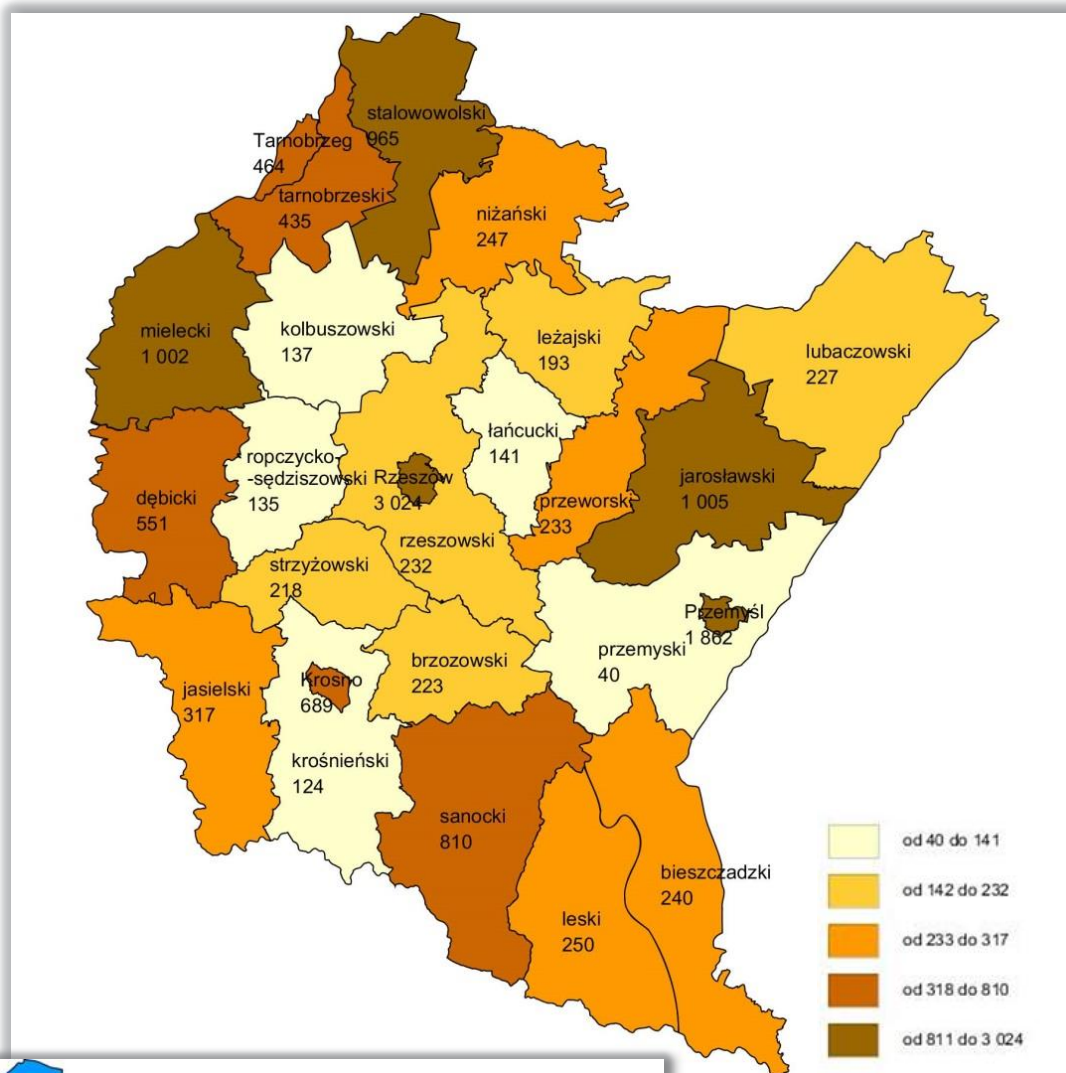 stalowowolski
965
Tarnobrzeg
464
tarnobrzeski
435
niżański
247
mielecki
1 002
kolbuszowski
137
leżajski
193
lubaczowski
227
łańcucki
141
ropczycko-
-sędziszowski
135
Rzeszów
3 024
dębicki
551
przeworski
233
jarosławski
1 005
rzeszowski
232
strzyżowski
218
Przemyśl
1 862
przemyski
40
brzozowski
223
Krosno
689
jasielski
317
krośnieński
124
sanocki
810
bieszczadzki
240
leski
250
od 40 do 141
od 142 do 232
od 233 do 317
od 318 do 810
od 811 do 3 024